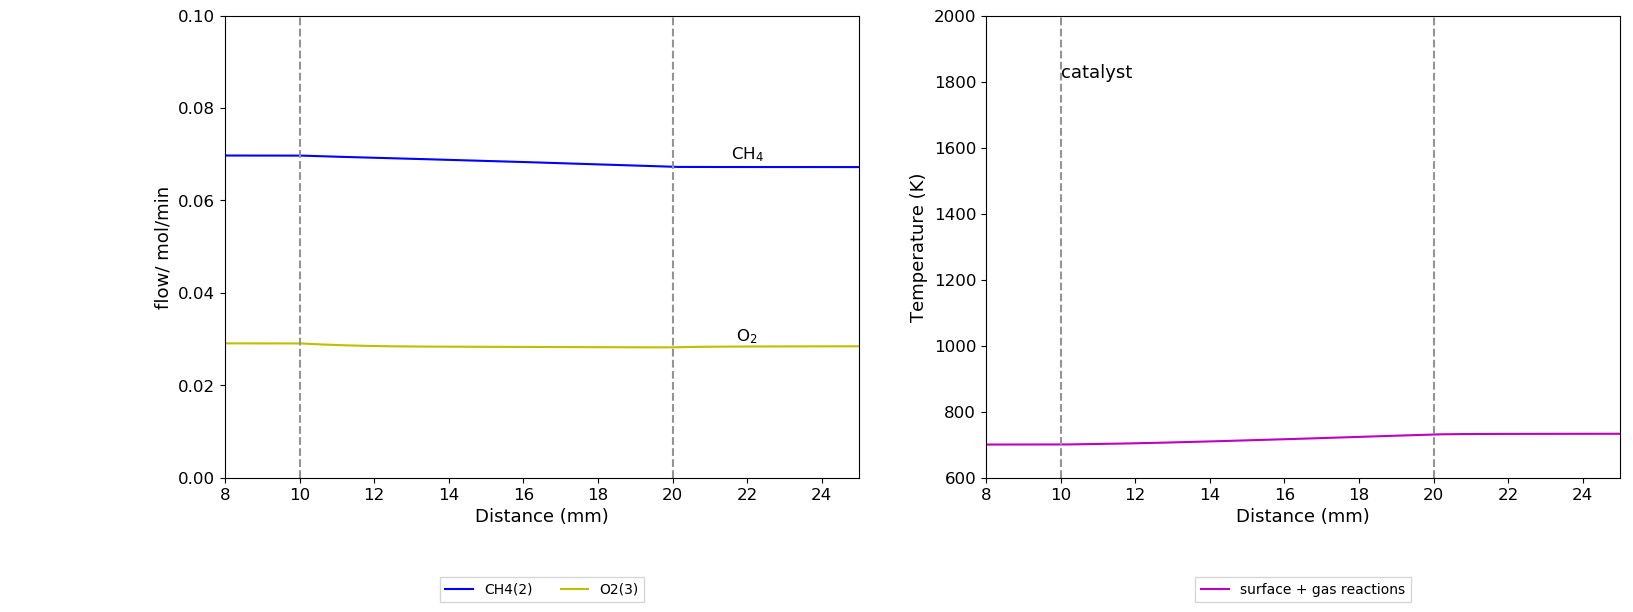 0.10
0.08
0.06
0.04
0.02
0.00
flow/ mol/min
CH₄
O₂
8 10 12 14 16 18 20 22 24
Distance (mm)
CH4(2) O2(3)
2000
1800
1600
1400
1200
1000
800
600
Temperature (K)
catalyst
8 10 12 14 16 18 20 22 24
Distance (mm)
surface + gas reactions